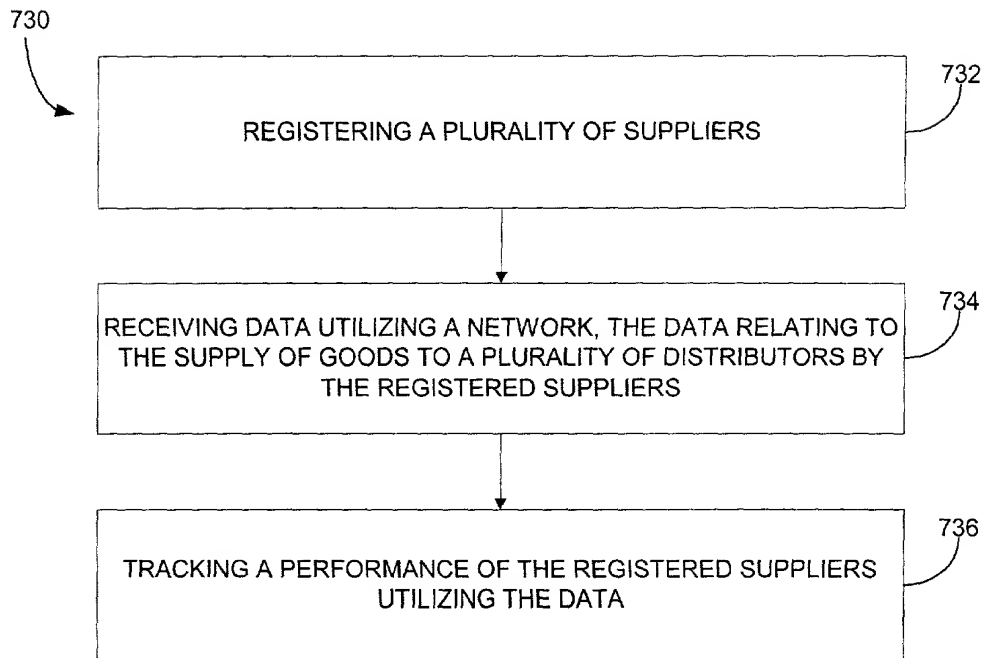 730
732
REGISTERING A PLURALITY OF SUPPLIERS
734
RECEIVING DATA UTILIZING A NETWORK, THE DATA RELATING TO
THE SUPPLY OF GOODS TO A PLURALITY OF DISTRIBUTORS BY
THE REGISTERED SUPPLIERS
736
TRACKING A PERFORMANCE OF THE REGISTERED SUPPLIERS
UTILIZING THE DATA